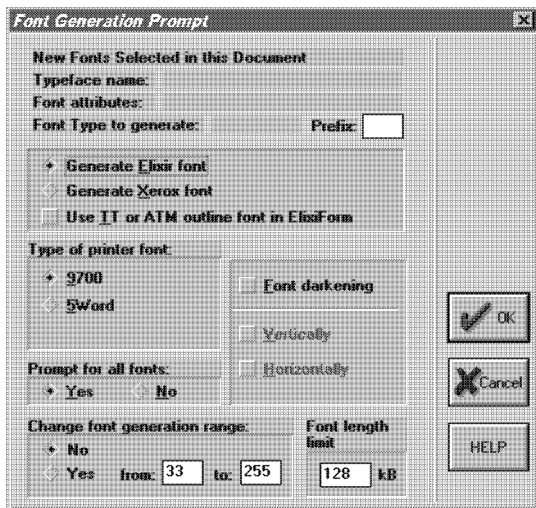 Font Generation Prompt
New Fonts Selected in this Document
Typeface name:
Font attributes:
Font Type to generate: Prefix:
Generate Elixir font
Generate Xerox font
Use TT or ATM outline font in ElixiForm
Type of printer font:
9700
5Word
Font darkening
Vertically
Horizontally
Prompt for all fonts:
Yes No
Change font generation range:
No
Yes from: 33 to: 255
Font length
limit
128 kB
OK
Cancel
HELP